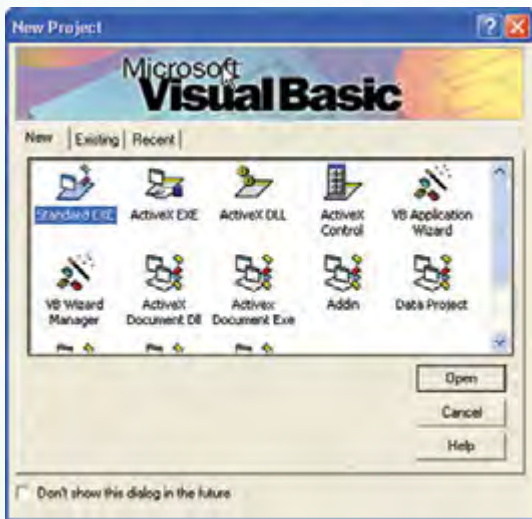 New Project
Microsoft
Visual Basic
New Existing Recent
Standard EXE ActiveX EXE ActiveX DLL ActiveX Control VB Application Wizard
VB Wizard Manager ActiveX Document Dll Activex Document Exe Addin Data Project
Open
Cancel
Help
Don't show this dialog in the future